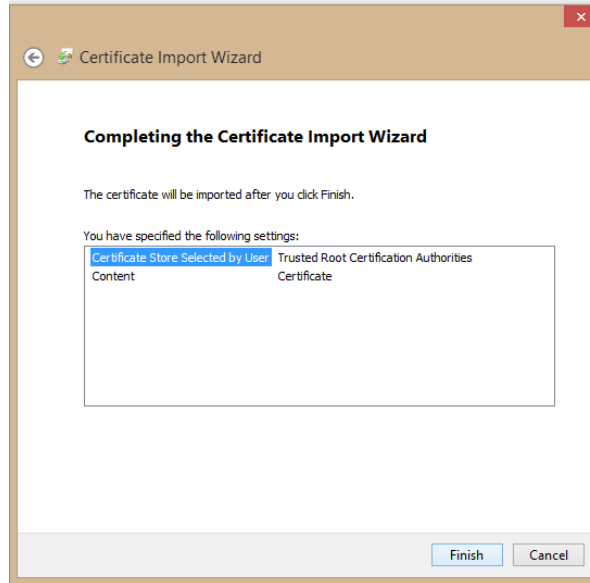 Certificate Import Wizard
Completing the Certificate Import Wizard
The certificate will be imported after you click Finish.
You have specified the following settings:
Certificate Store Selected by User Trusted Root Certification Authorities
Content Certificate
Finish Cancel